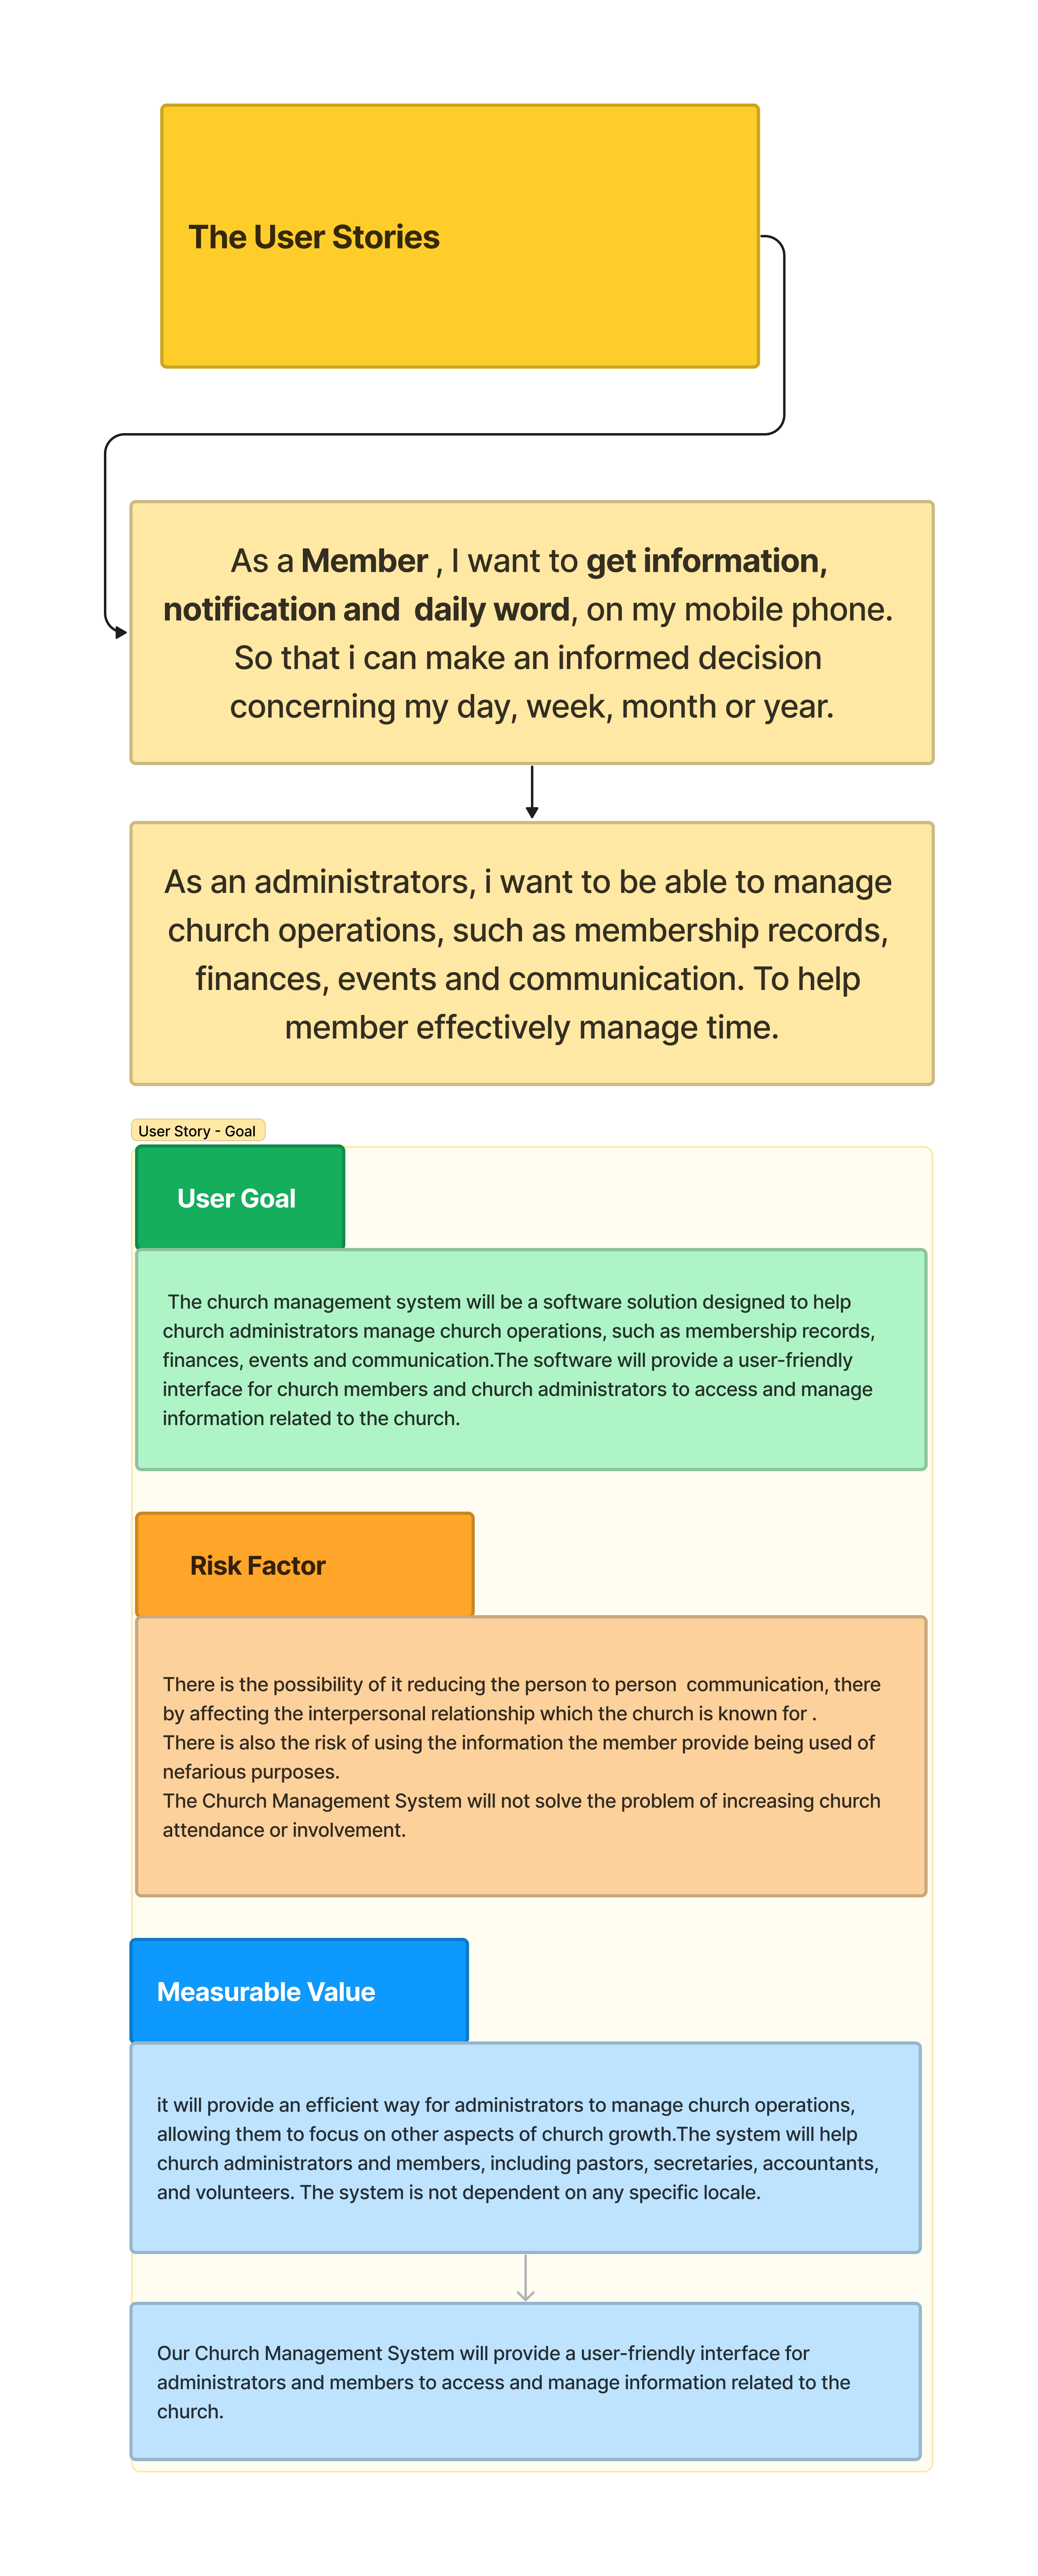 The User Stories
As a Member , I want to get information,
notification and  daily word, on my mobile phone.
So that i can make an informed decision
concerning my day, week, month or year.
As an administrators, i want to be able to manage
church operations, such as membership records,
finances, events and communication. To help
member effectively manage time.
User Story - Goal
User Goal
The church management system will be a software solution designed to help
church administrators manage church operations, such as membership records,
finances, events and communication.The software will provide a user-friendly
interface for church members and church administrators to access and manage
information related to the church.
Risk Factor
There is the possibility of it reducing the person to person  communication, there
by affecting the interpersonal relationship which the church is known for .
There is also the risk of using the information the member provide being used of
nefarious purposes.
The Church Management System will not solve the problem of increasing church
attendance or involvement.
Measurable Value
it will provide an efficient way for administrators to manage church operations,
allowing them to focus on other aspects of church growth.The system will help
church administrators and members, including pastors, secretaries, accountants,
and volunteers. The system is not dependent on any specific locale.
Our Church Management System will provide a user-friendly interface for
administrators and members to access and manage information related to the
church.